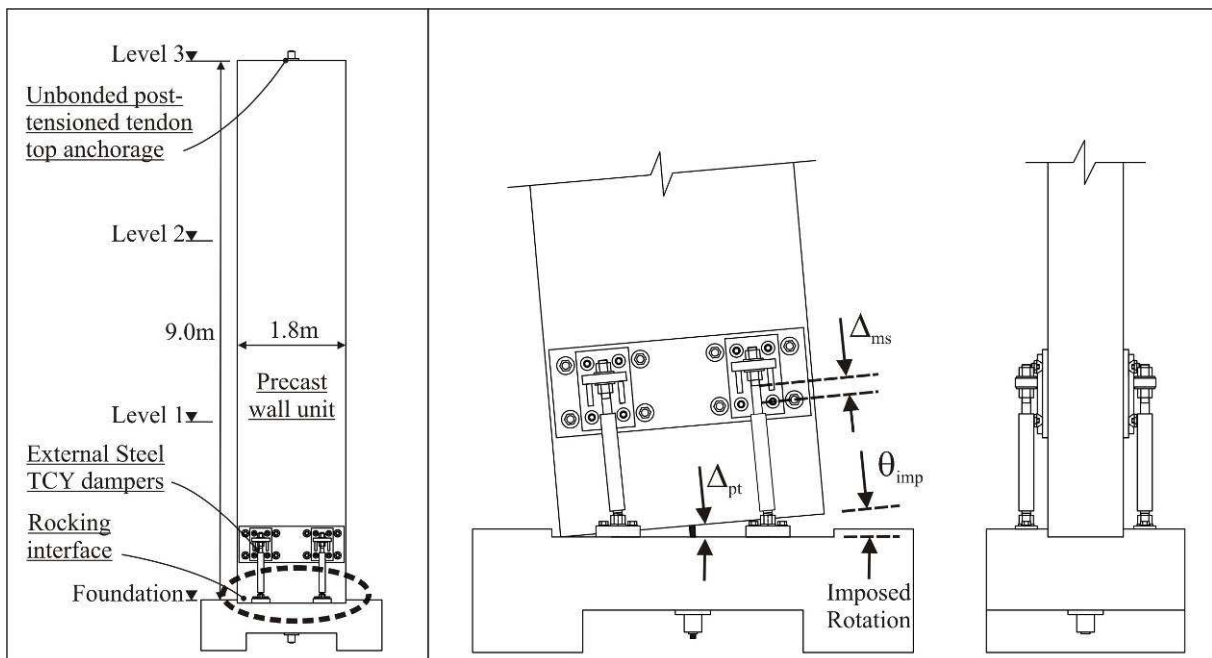 Level 3
Unbonded post-
tensioned tendon
top anchorage
Level 2
9.0m
1.8m
Precast
wall unit
Level 1
External Steel
TCY dampers
Rocking
interface
Foundation
Δms
θimp
Δpt
Imposed
Rotation